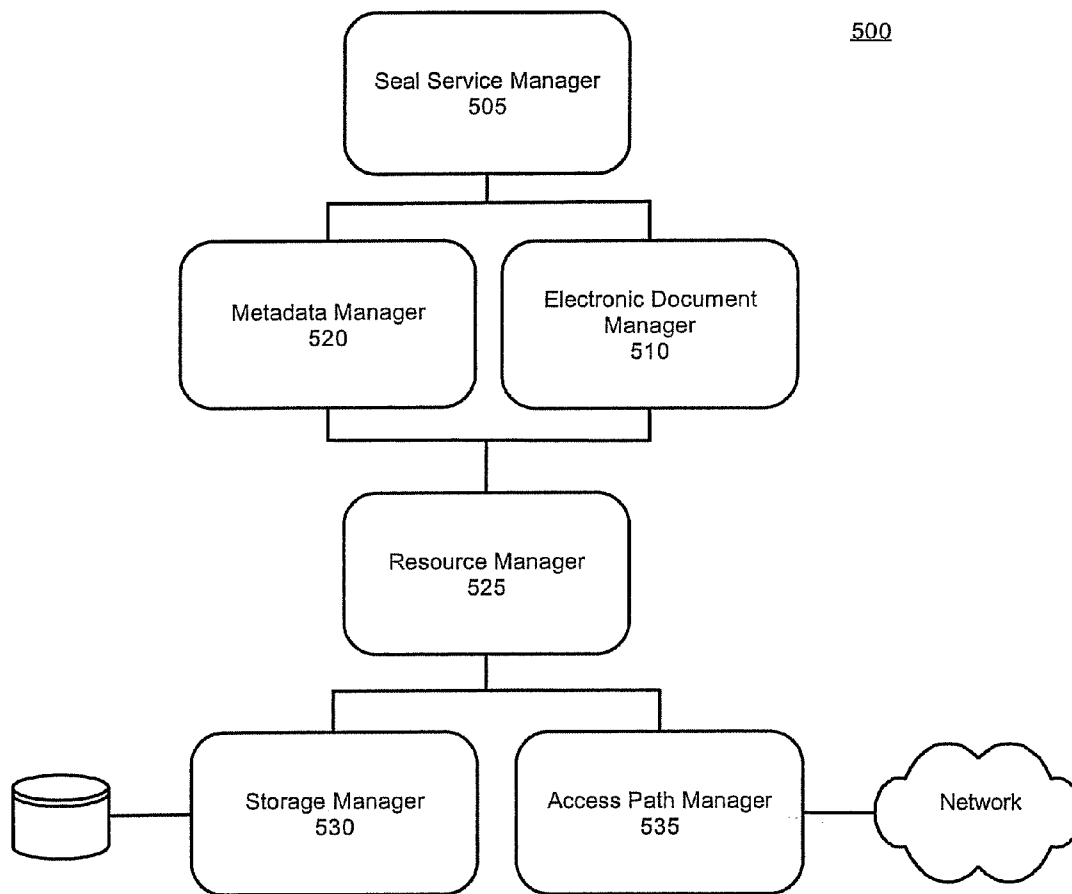 500
Seal Service Manager
505
Metadata Manager
520
Electronic Document
Manager
510
Resource Manager
525
Storage Manager
530
Access Path Manager
535
Network